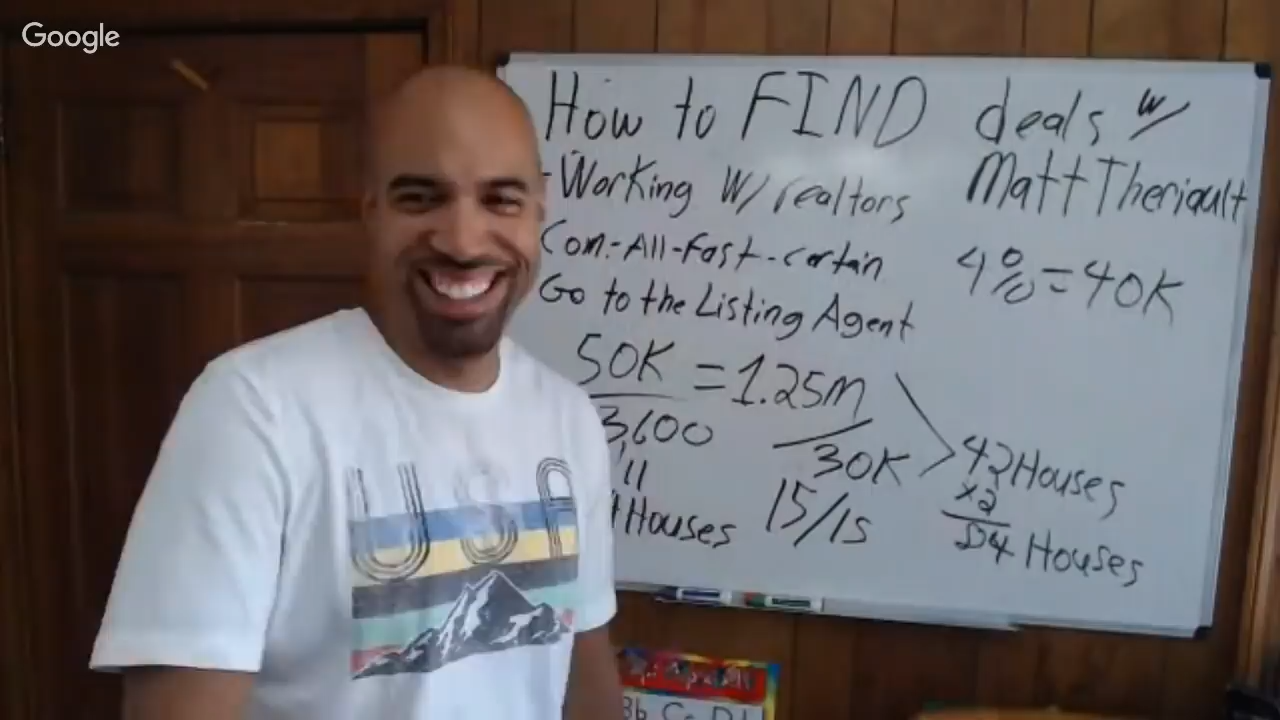 Google
How to FIND deals w/
Matt Theriault
-Working w/ realtors
Com.-All-Fast-certain
4%=40K
Go to the Listing Agent
50K = 1.25m
3,600
30K
42 Houses
x2
11
Houses
15/15
84 Houses
USA